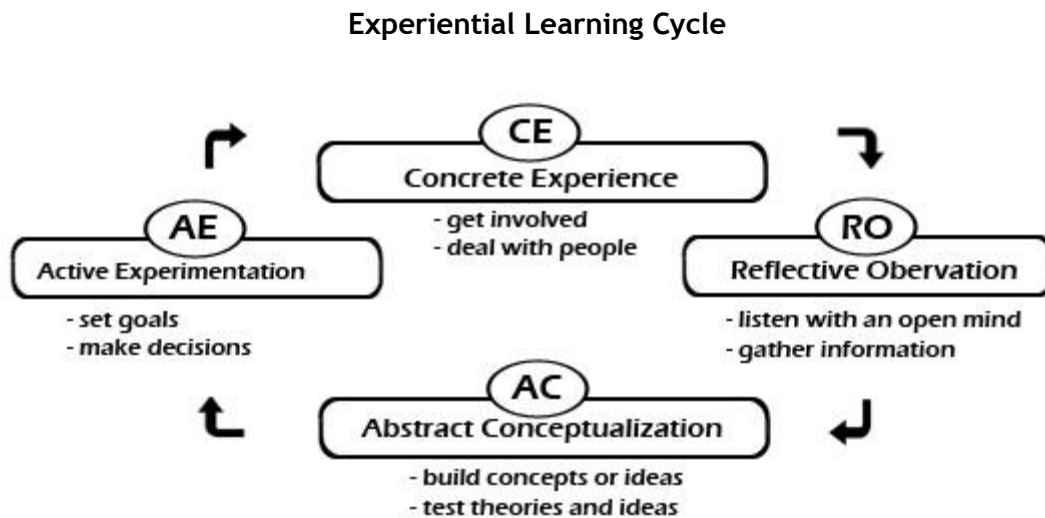 Experiential Learning Cycle
CE
Concrete Experience
- get involved
- deal with people
RO
Reflective Obervation
- listen with an open mind
- gather information
AC
Abstract Conceptualization
- build concepts or ideas
- test theories and ideas
AE
Active Experimentation
- set goals
- make decisions